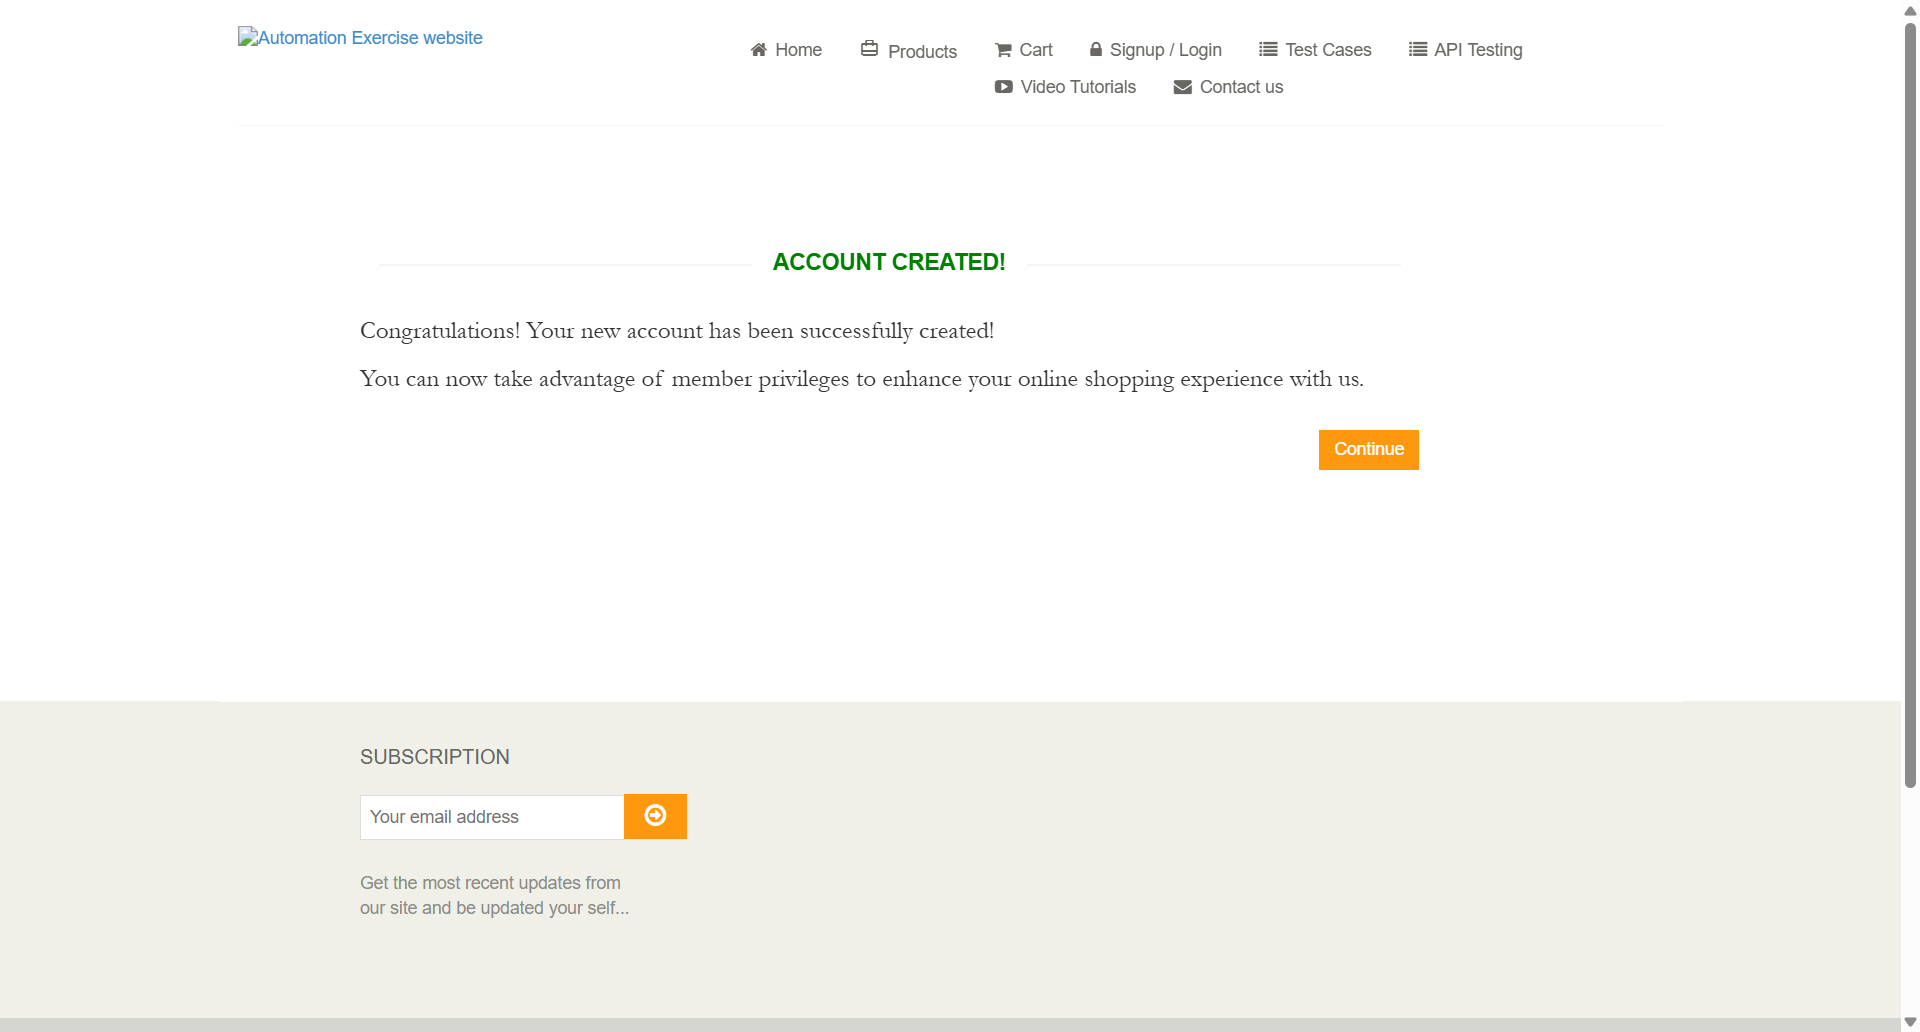 Automation Exercise website
Home Products Cart Signup / Login Test Cases API Testing
Video Tutorials Contact us
ACCOUNT CREATED!
Congratulations! Your new account has been successfully created!
You can now take advantage of member privileges to enhance your online shopping experience with us.
Continue
SUBSCRIPTION
Your email address
Get the most recent updates from
our site and be updated your self...